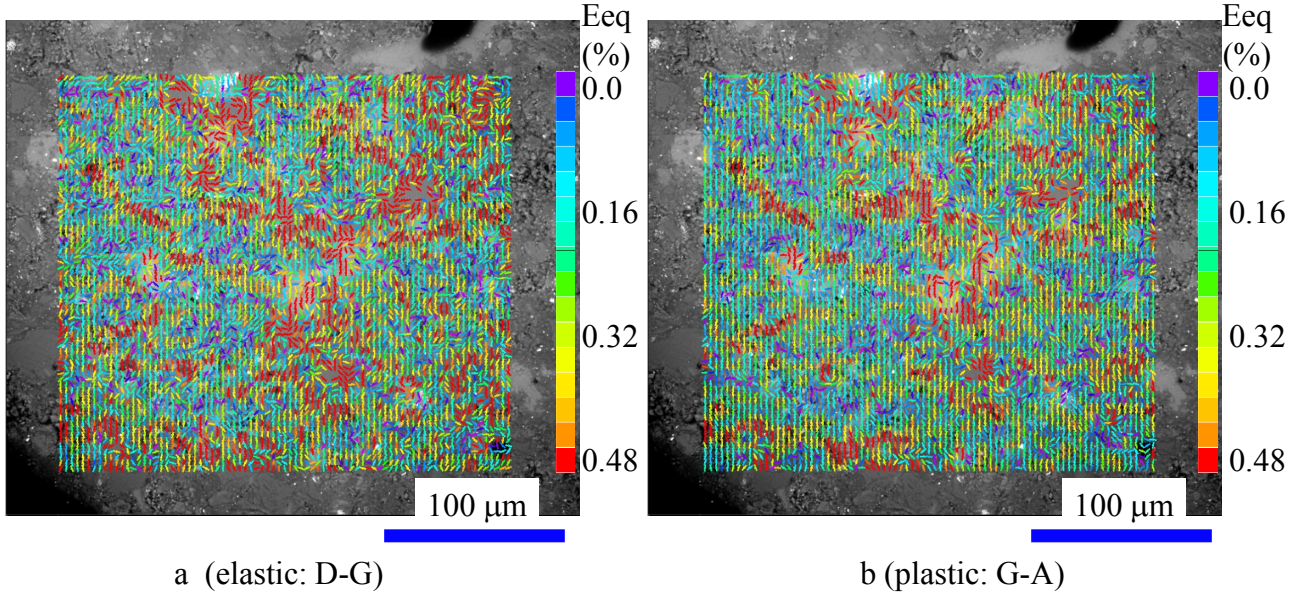 Eeq
(%)
0.0
0.16
0.32
0.48
100 μm
a (elastic: D-G)
Eeq
(%)
0.0
0.16
0.32
0.48
100 μm
b (plastic: G-A)